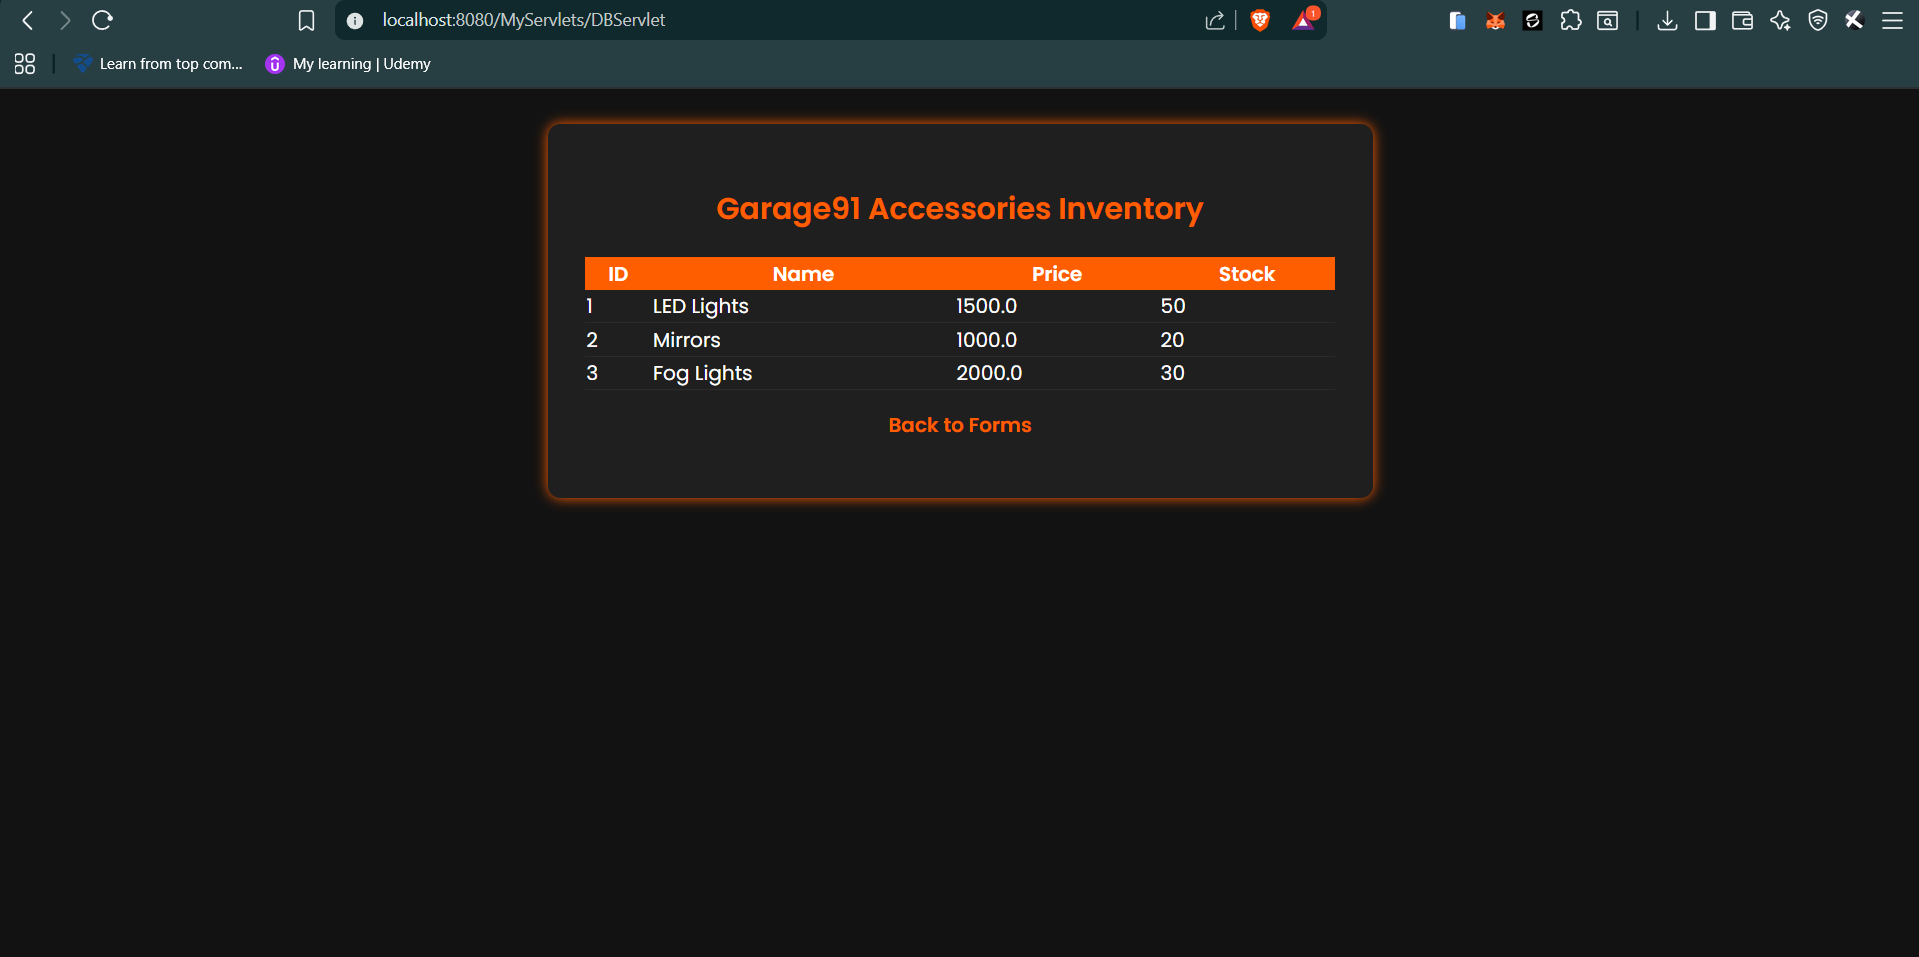 localhost:8080/MyServlets/DBServlet
1
Learn from top com...
My learning | Udemy
Garage91 Accessories Inventory
ID Name Price Stock
1 LED Lights 1500.0 50
2 Mirrors 1000.0 20
3 Fog Lights 2000.0 30
Back to Forms